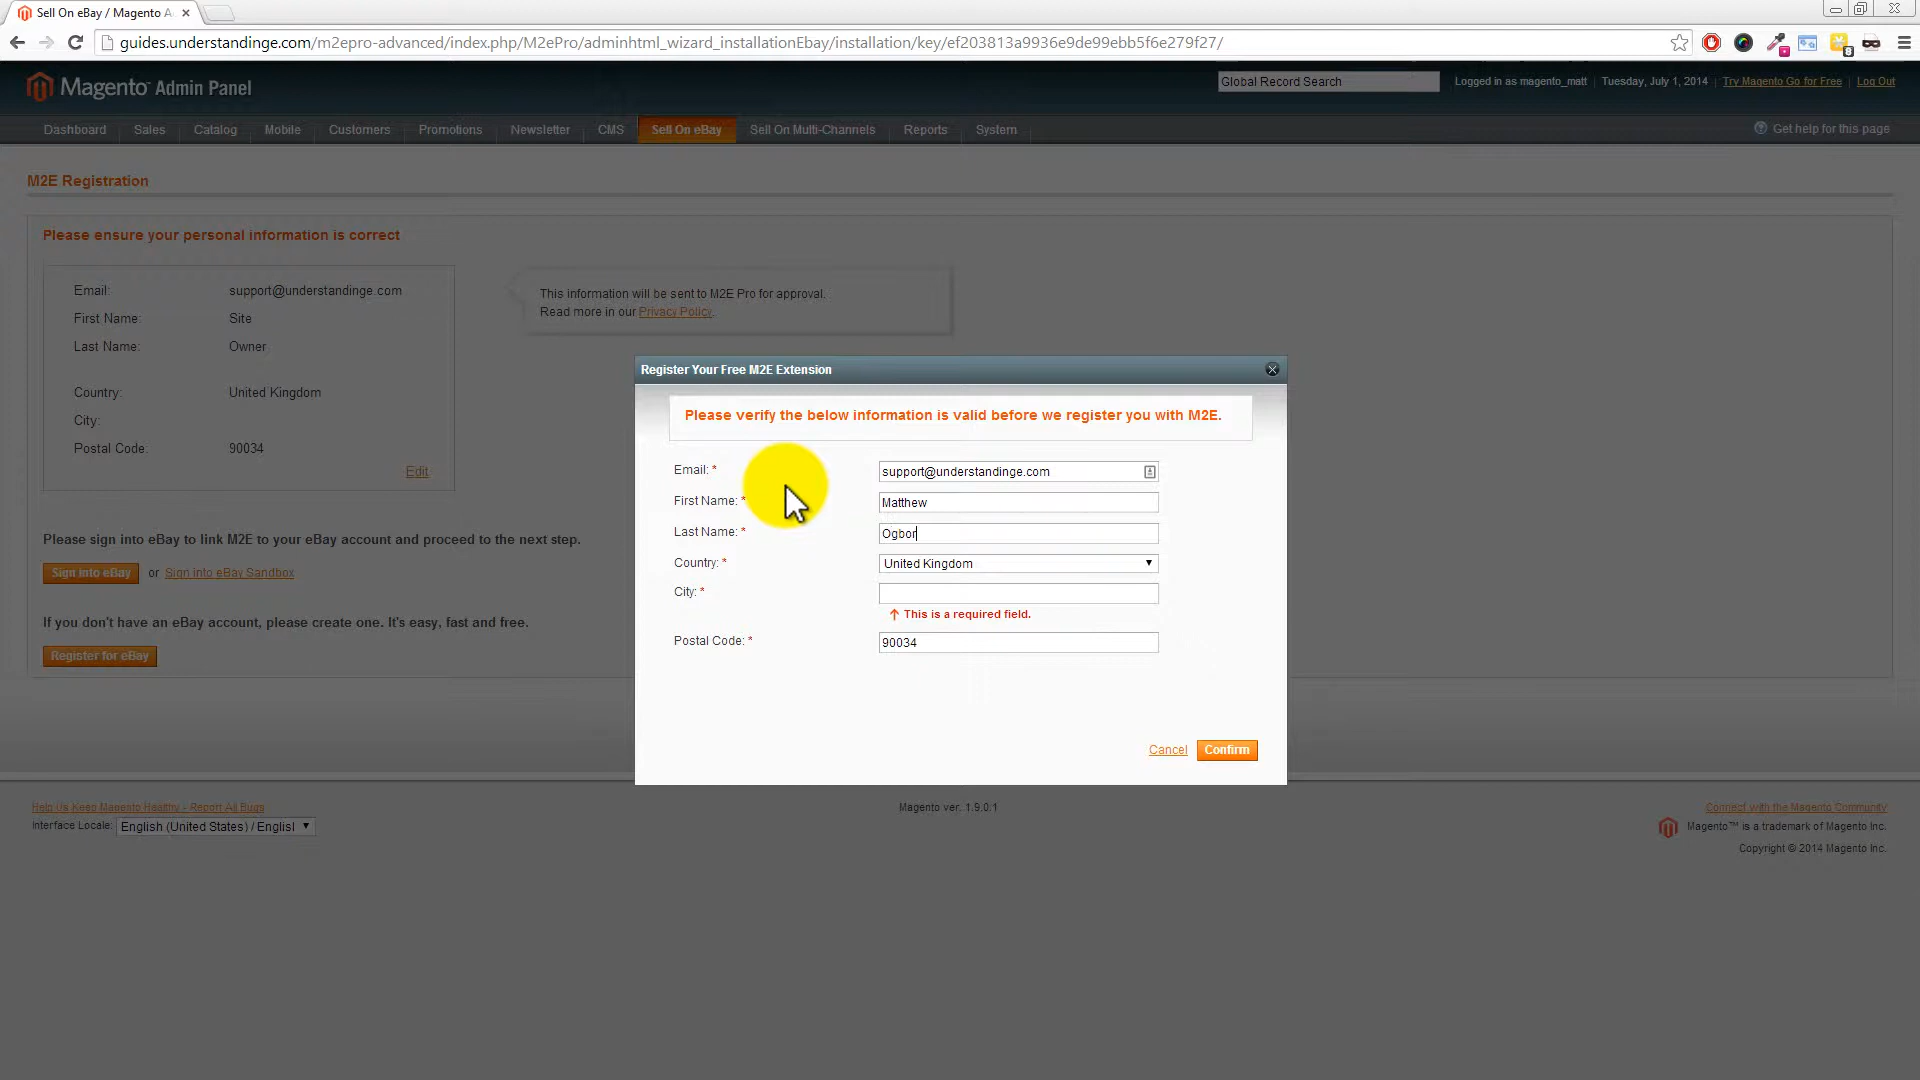 Sell On eBay / Magento A
guides.understandinge.com/m2epro-advanced/index.php/M2ePro/adminhtml_wizard_installationEbay/installation/key/ef203813a9936e9de99ebb5f6e279f27/
8
Magento™ Admin Panel
Global Record Search
Logged in as magento_matt
Tuesday, July 1, 2014
Try Magento Go for Free
Log Out
Dashboard
Sales
Catalog
Mobile
Customers
Promotions
Newsletter
CMS
Sell On eBay
Sell On Multi-Channels
Reports
System
Get help for this page
M2E Registration
Please ensure your personal information is correct
Email: support@understandinge.com
First Name: Site
Last Name: Owner
Country: United Kingdom
City:
Postal Code: 90034
Edit
This information will be sent to M2E Pro for approval.
Read more in our Privacy Policy.
Please sign into eBay to link M2E to your eBay account and proceed to the next step.
Sign into eBay or Sign into eBay Sandbox
If you don't have an eBay account, please create one. It's easy, fast and free.
Register for eBay
Register Your Free M2E Extension
Please verify the below information is valid before we register you with M2E.
Email: * support@understandinge.com
First Name: * Matthew
Last Name: * Ogbor
Country: * United Kingdom
City: *
This is a required field.
Postal Code: * 90034
Cancel Confirm
Help Us Keep Magento Healthy - Report All Bugs
Interface Locale: English (United States) / Englisl
Magento ver. 1.9.0.1
Connect with the Magento Community
Magento™ is a trademark of Magento Inc.
Copyright © 2014 Magento Inc.